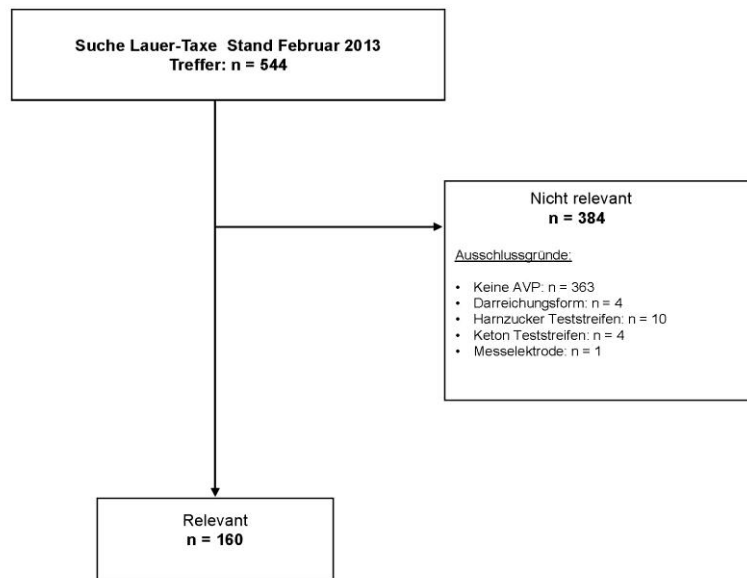 Suche Lauer-Taxe Stand Februar 2013
Treffer: n = 544
Nicht relevant
n = 384
Ausschlussgründe:
• Keine AVP: n = 363
• Darreichungsform: n = 4
• Harnzucker Teststreifen: n = 10
• Keton Teststreifen: n = 4
• Messelektrode: n = 1
Relevant
n = 160